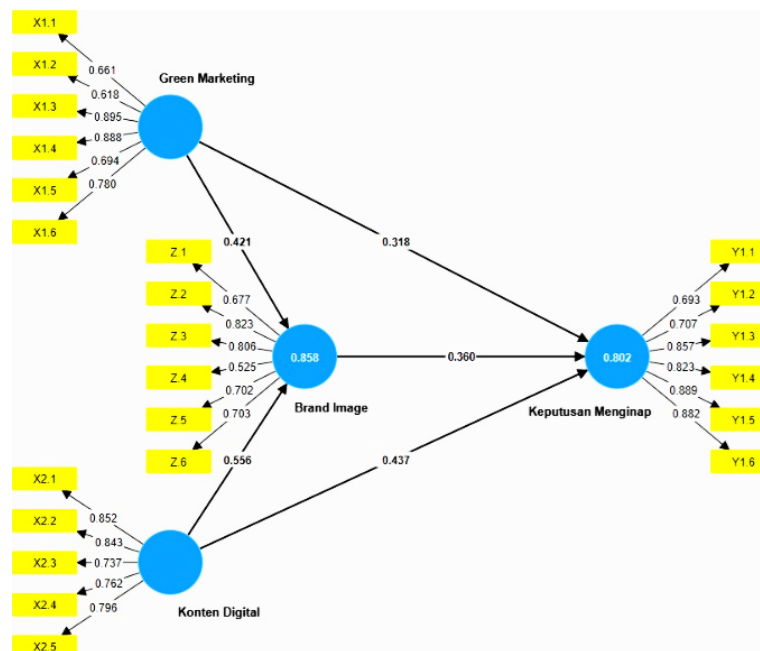 X1.1
0.661
X1.2
0.618
X1.3
0.895
X1.4
0.888
X1.5
0.694
X1.6
0.780
Green Marketing
0.421
0.318
Z.1
0.677
Z.2
0.823
Z.3
0.806
Z.4
0.525
Z.5
0.702
Z.6
0.703
0.858
Brand Image
0.360
0.802
Keputusan Menginap
Y1.1
0.693
Y1.2
0.707
Y1.3
0.857
Y1.4
0.823
Y1.5
0.889
Y1.6
0.882
0.556
0.437
X2.1
0.852
X2.2
0.843
X2.3
0.737
X2.4
0.762
X2.5
0.796
Konten Digital